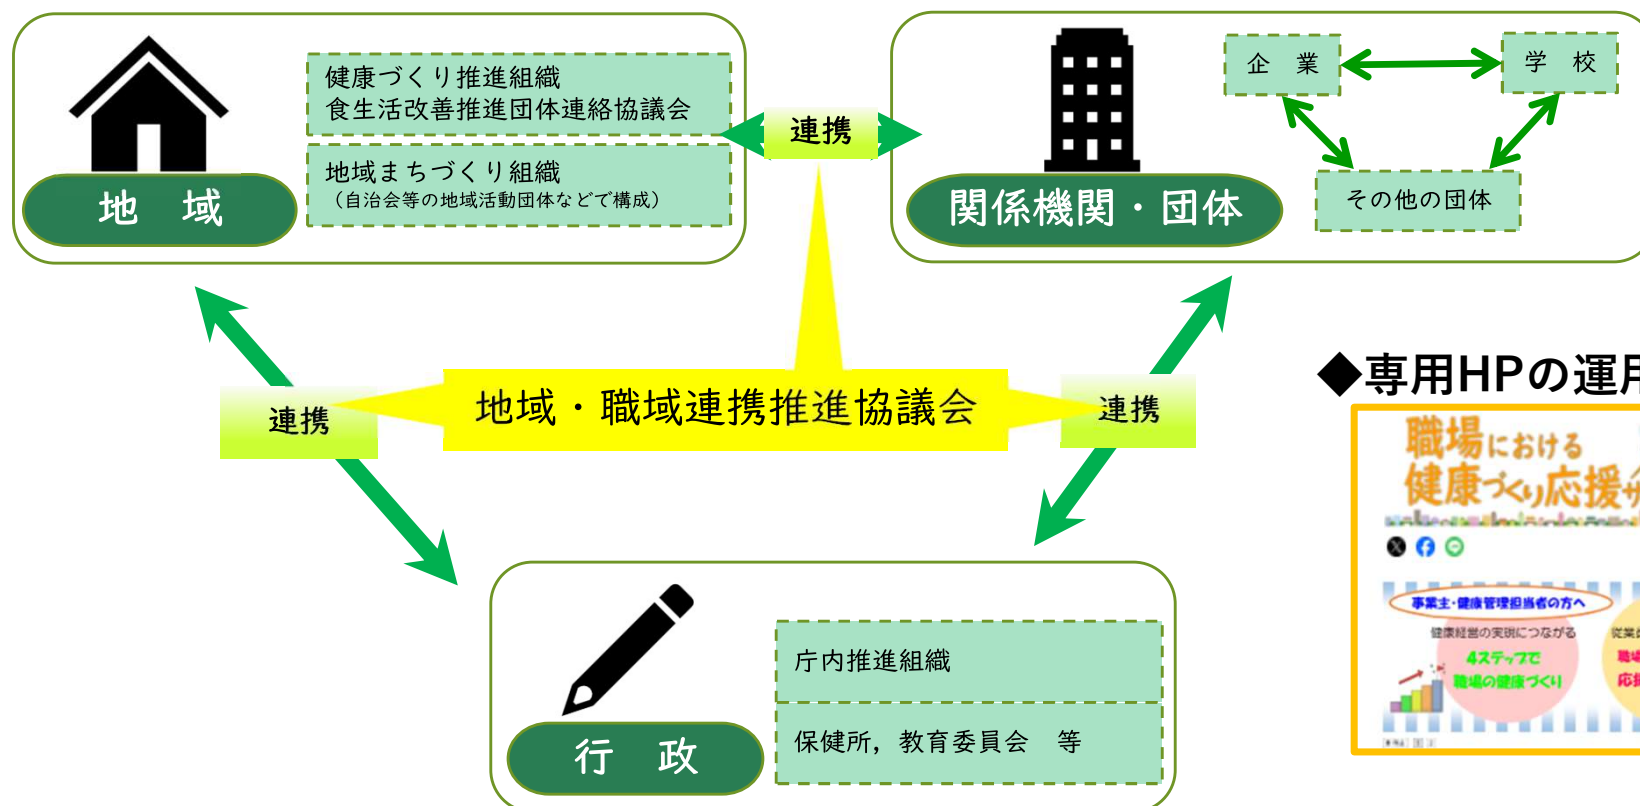 健康づくり推進組織
食生活改善推進団体連絡協議会
地域まちづくり組織
（自治会等の地域活動団体などで構成）
地　域
連携
企　業
学　校
その他の団体
関係機関・団体
連携
地域・職域連携推進協議会
連携
◆専用HPの運用
職場における
健康づくり応援サ
事業主・健康管理担当者の方へ
健康経営の実現につながる
4ステップで
職場の健康づくり
従業
職場
応援
庁内推進組織
保健所，教育委員会　等
行　政